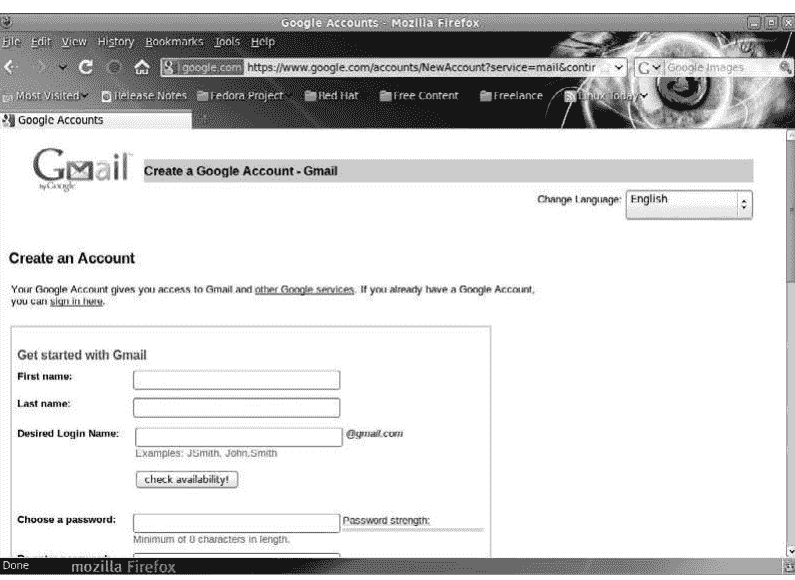 Google Accounts - Mozilla Firefox
File Edit View History Bookmarks Tools Help
google.com https://www.google.com/accounts/NewAccount?service=mail&contir ... Google Images
Most Visited Release Notes Fedora Project Red Hat Free Content Freelance Linux Today
Google Accounts
Gmail
by Google
Create a Google Account - Gmail
Change Language: English
Create an Account
Your Google Account gives you access to Gmail and other Google services. If you already have a Google Account,
you can sign in here.
Get started with Gmail
First name:
Last name:
Desired Login Name: @gmail.com
Examples: JSmith, John.Smith
check availability!
Choose a password: Password strength:
Minimum of 8 characters in length.
Done mozilla Firefox